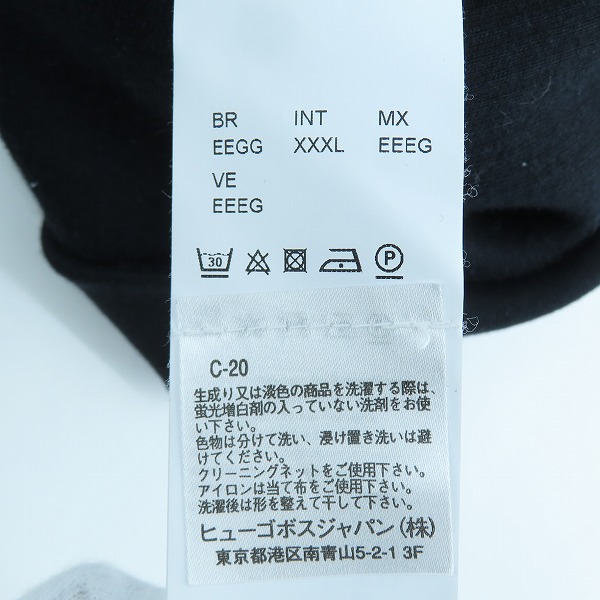 BR INT MX
EEGG XXXL EEEG
VE
EEEG
30 P
C-20
生成り又は淡色の商品を洗濯する際は、
蛍光増白剤の入っていない洗剤をお使
い下さい。
色物は分けて洗い、浸け置き洗いは避
けてください。
クリーニングネットをご使用下さい。
アイロンは当て布をご使用下さい。
洗濯後は形を整えて干して下さい。
ヒューゴボスジャパン(株)
東京都港区南青山5-2-1 3F